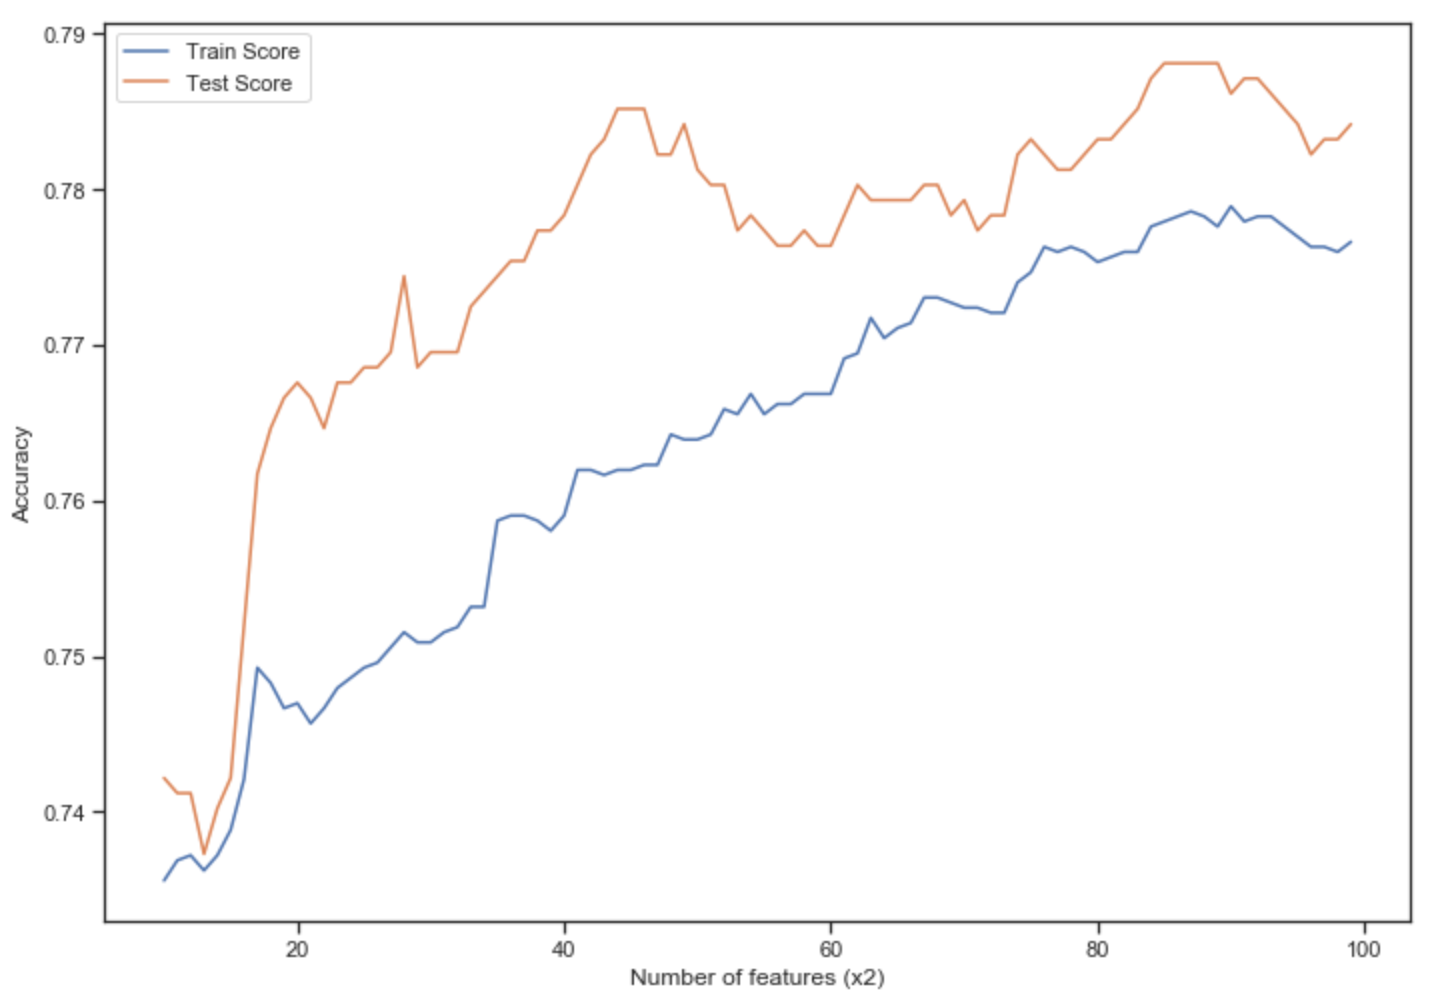 Train Score
Test Score
0.79
0.78
0.77
0.76
0.75
0.74
Accuracy
20 40 60 80 100
Number of features (x2)